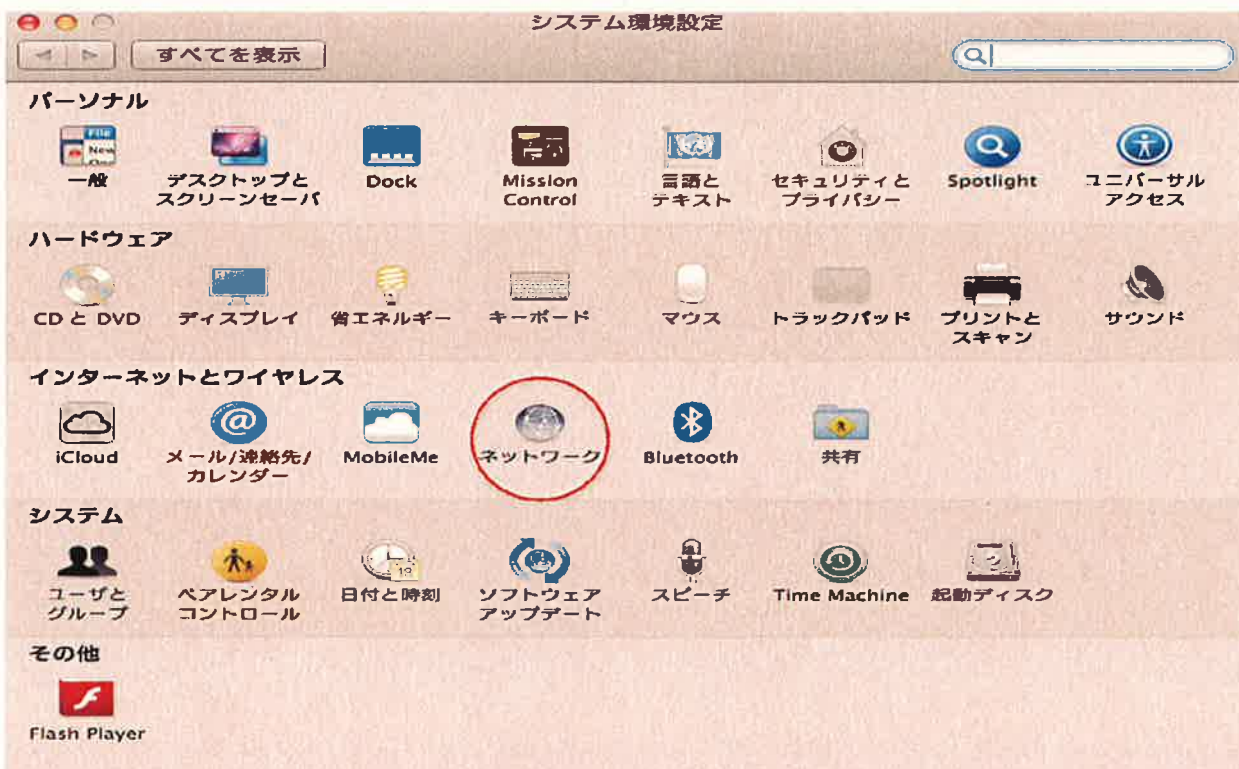 システム環境設定
すべてを表示
パーソナル
File
New
一般
デスクトップと
スクリーンセーバ
Dock
Mission
Control
言語と
テキスト
セキュリティと
プライバシー
Spotlight
ユニバーサル
アクセス
ハードウェア
CD と DVD
ディスプレイ
省エネルギー
キーボード
マウス
トラックパッド
プリントと
スキャン
サウンド
インターネットとワイヤレス
iCloud
@
メール/連絡先/
カレンダー
MobileMe
ネットワーク
Bluetooth
共有
システム
ユーザと
グループ
ペアレンタル
コントロール
日付と時刻
ソフトウェア
アップデート
スピーチ
Time Machine
起動ディスク
その他
Flash Player